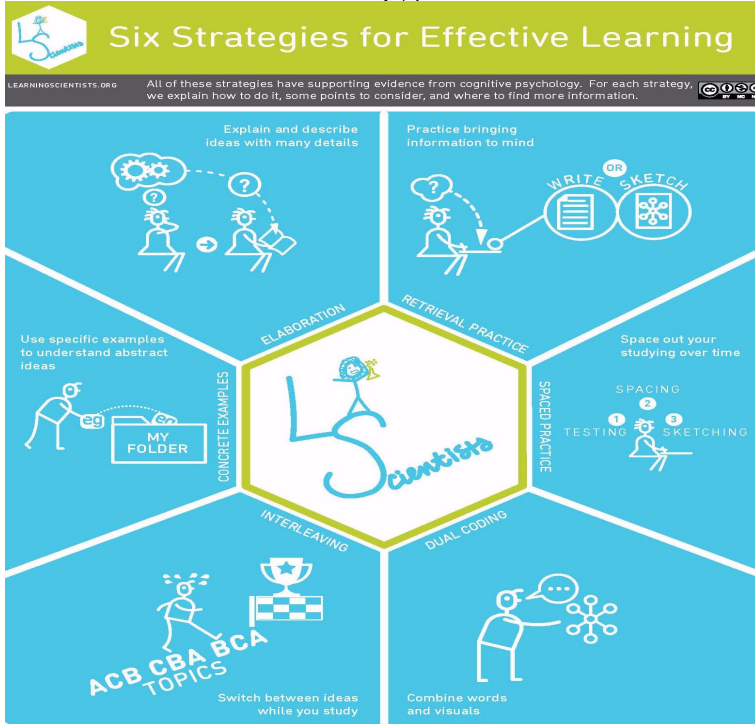 Six Strategies for Effective Learning
LS
cientists
LEARNINGSCIENTISTS.ORG
All of these strategies have supporting evidence from cognitive psychology. For each strategy,
we explain how to do it, some points to consider, and where to find more information.
Explain and describe
ideas with many details
?
?
ELABORATION
Practice bringing
information to mind
?
WRITE OR SKETCH
RETRIEVAL PRACTICE
Use specific examples
to understand abstract
ideas
eg
MY
FOLDER
CONCRETE EXAMPLES
LS
cientists
Space out your
studying over time
SPACING
2
1 3
TESTING SKETCHING
SPACED PRACTICE
INTERLEAVING
ACB CBA BCA
TOPICS
Switch between ideas
while you study
DUAL CODING
Combine words
and visuals